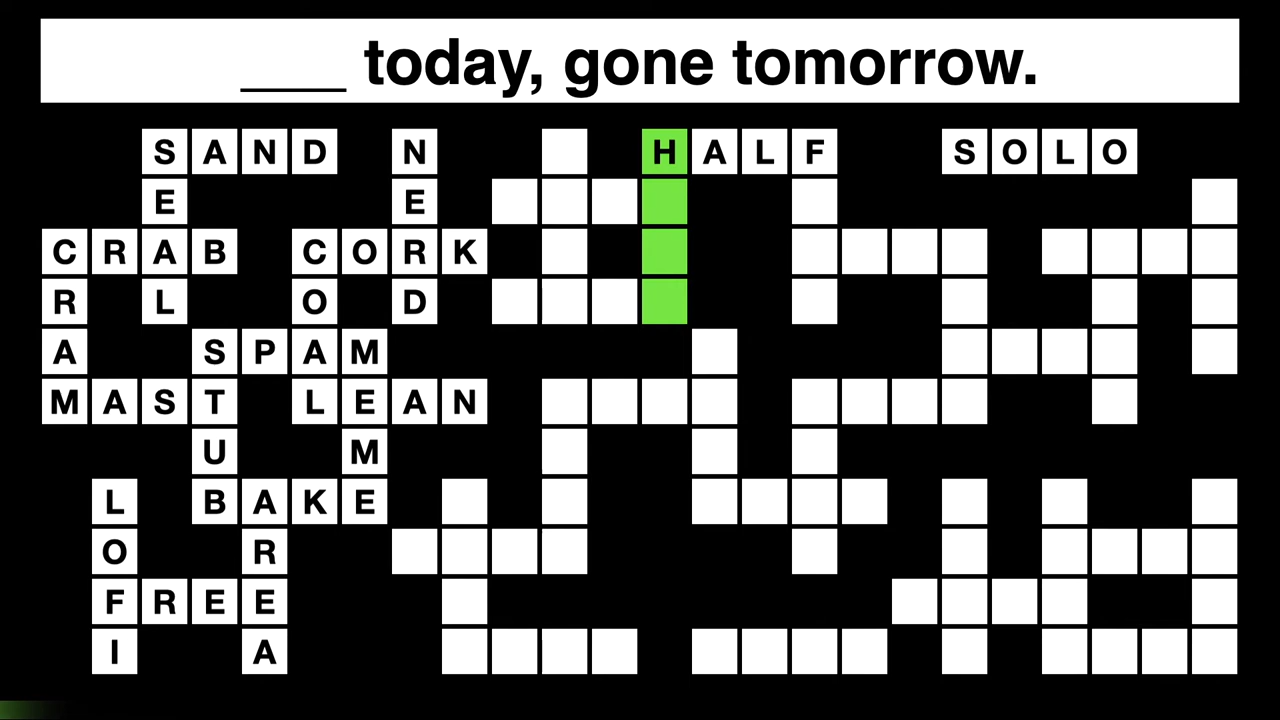 ____ today, gone tomorrow.
SAND N HALF SOLO
E E
CRAB CORK
R L O D
A SPAM
MAST LEAN
U M
L BAKE
O R
FREE
I A